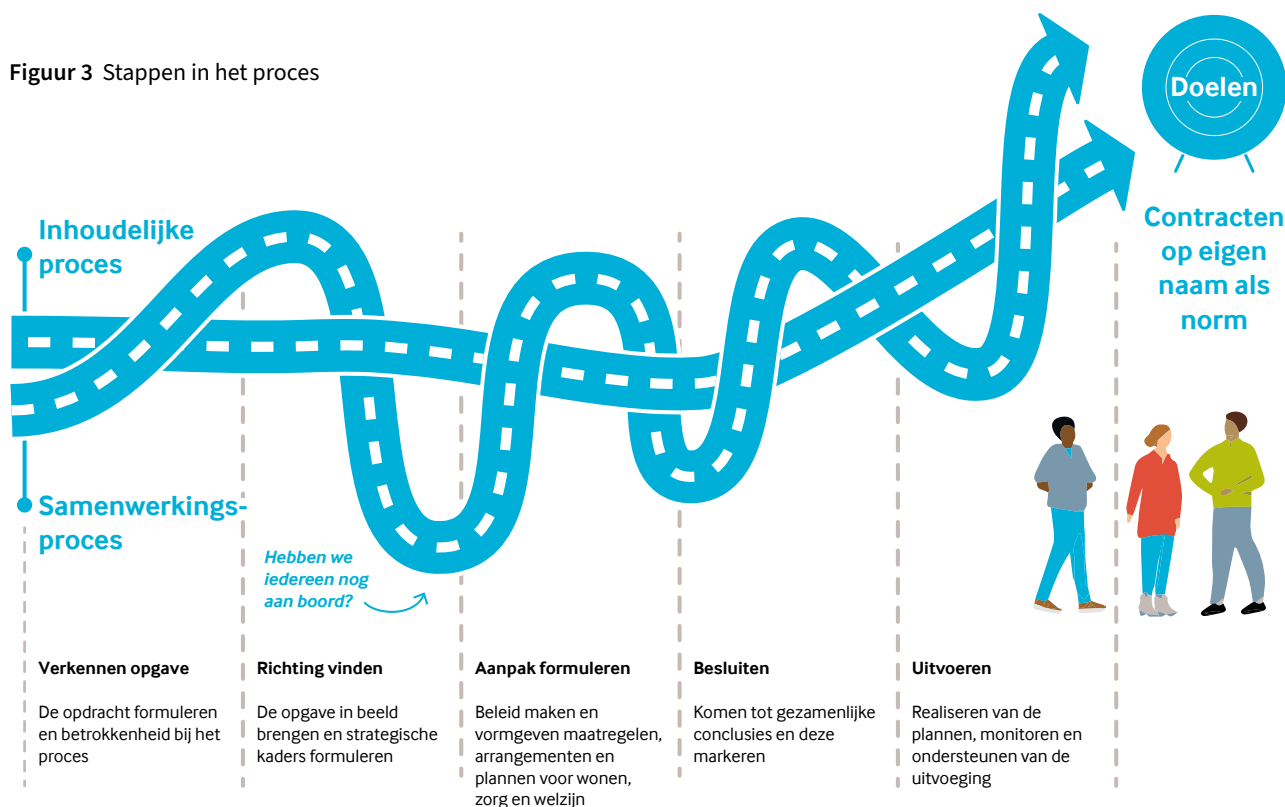 Figuur 3 Stappen in het proces
Doelen
Contracten
op eigen
naam als
norm
Inhoudelijke
proces
Samenwerkings-
proces
Hebben we
iedereen nog
aan boord?
Verkennen opgave
De opdracht formuleren
en betrokkenheid bij het
proces
Richting vinden
De opgave in beeld
brengen en strategische
kaders formuleren
Aanpak formuleren
Beleid maken en
vormgeven maatregelen,
arrangementen en
plannen voor wonen,
zorg en welzijn
Besluiten
Komen tot gezamenlijke
conclusies en deze
markeren
Uitvoeren
Realiseren van de
plannen, monitoren en
ondersteunen van de
uitvoeging